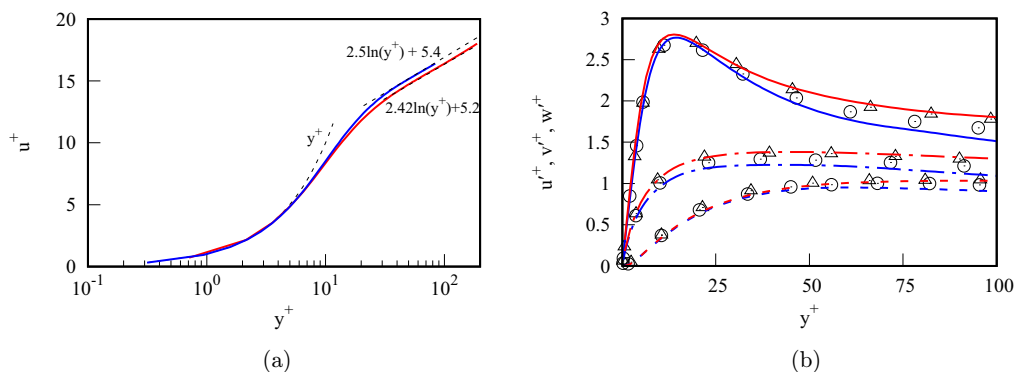 20
15
10
5
0
10^-1
10^0
10^1
10^2
u^+
y^+
2.5ln(y^+) + 5.4
2.42ln(y^+)+5.2
y^+
(a)
3
2.5
2
1.5
1
0.5
0
25
50
75
100
u'^+, v'^+, w'^+
y^+
(b)